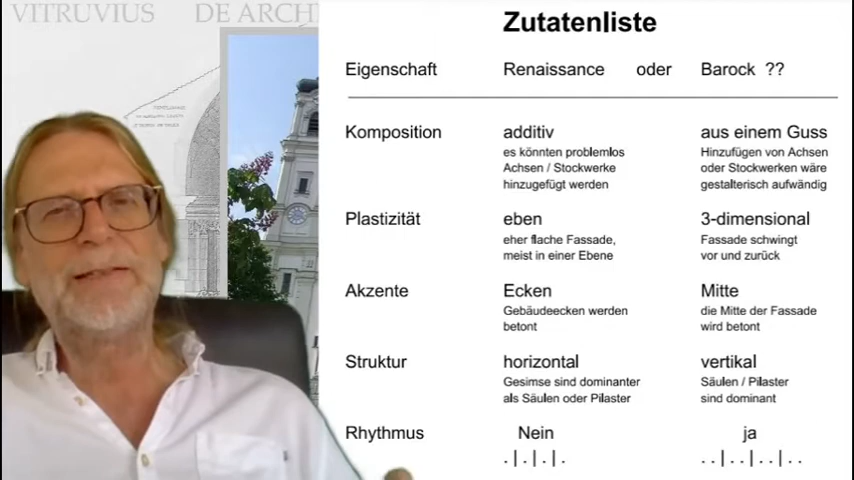 VITRUVIUS DE ARCHI
Zutatenliste
Eigenschaft Renaissance oder Barock ??
Komposition additiv aus einem Guss
es könnten problemlos Hinzufügen von Achsen
Achsen / Stockwerke oder Stockwerken wäre
hinzugefügt werden gestalterisch aufwändig
Plastizität eben 3-dimensional
eher flache Fassade, Fassade schwingt
meist in einer Ebene vor und zurück
Akzente Ecken Mitte
Gebäudeecken werden die Mitte der Fassade
betont wird betont
Struktur horizontal vertikal
Gesimse sind dominanter Säulen / Pilaster
als Säulen oder Pilaster sind dominant
Rhythmus Nein ja
.|.|.|. ..|..|..|..